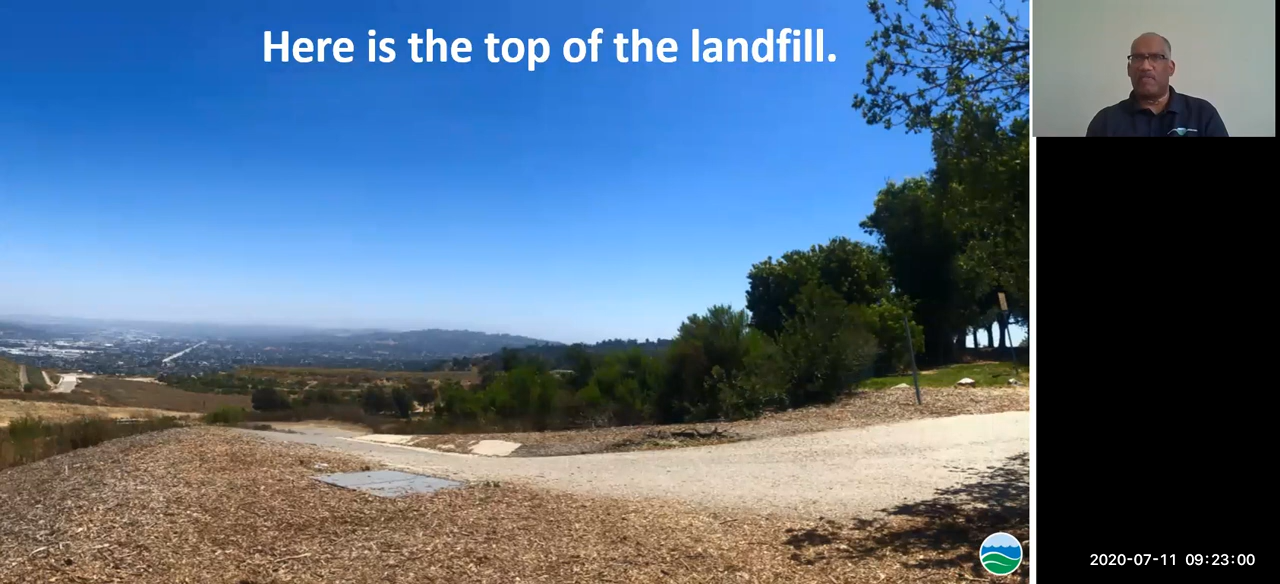 Here is the top of the landfill.
2020-07-11 09:23:00